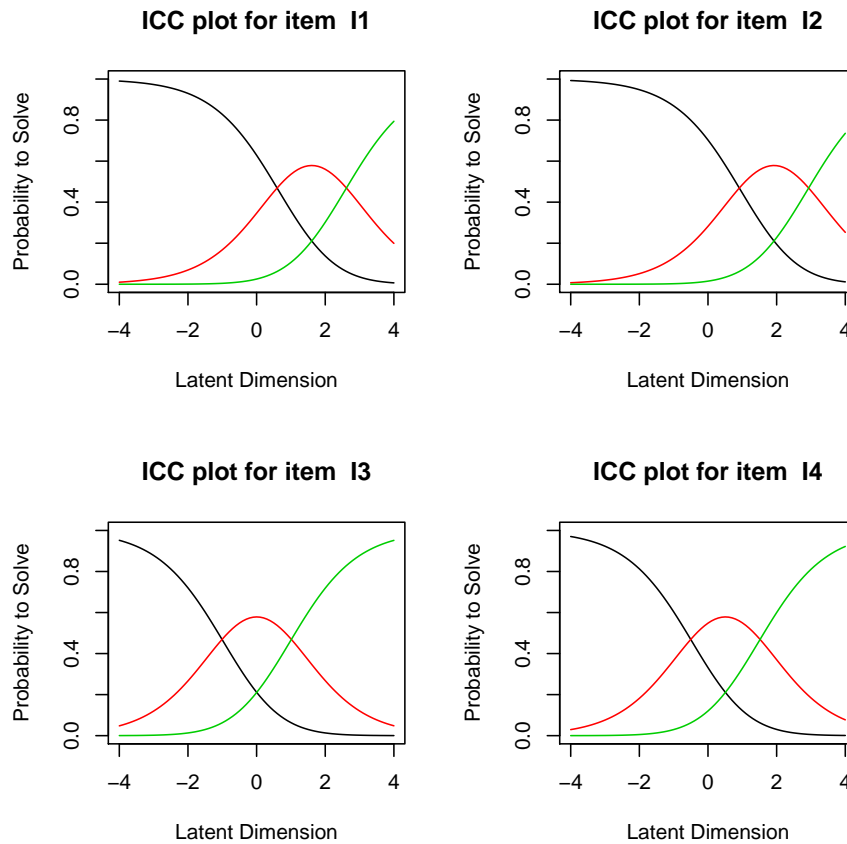 ICC plot for item  I1
Probability to Solve
0.0 0.4 0.8
−4 −2 0 2 4
Latent Dimension
ICC plot for item  I2
Probability to Solve
0.0 0.4 0.8
−4 −2 0 2 4
Latent Dimension
ICC plot for item  I3
Probability to Solve
0.0 0.4 0.8
−4 −2 0 2 4
Latent Dimension
ICC plot for item  I4
Probability to Solve
0.0 0.4 0.8
−4 −2 0 2 4
Latent Dimension